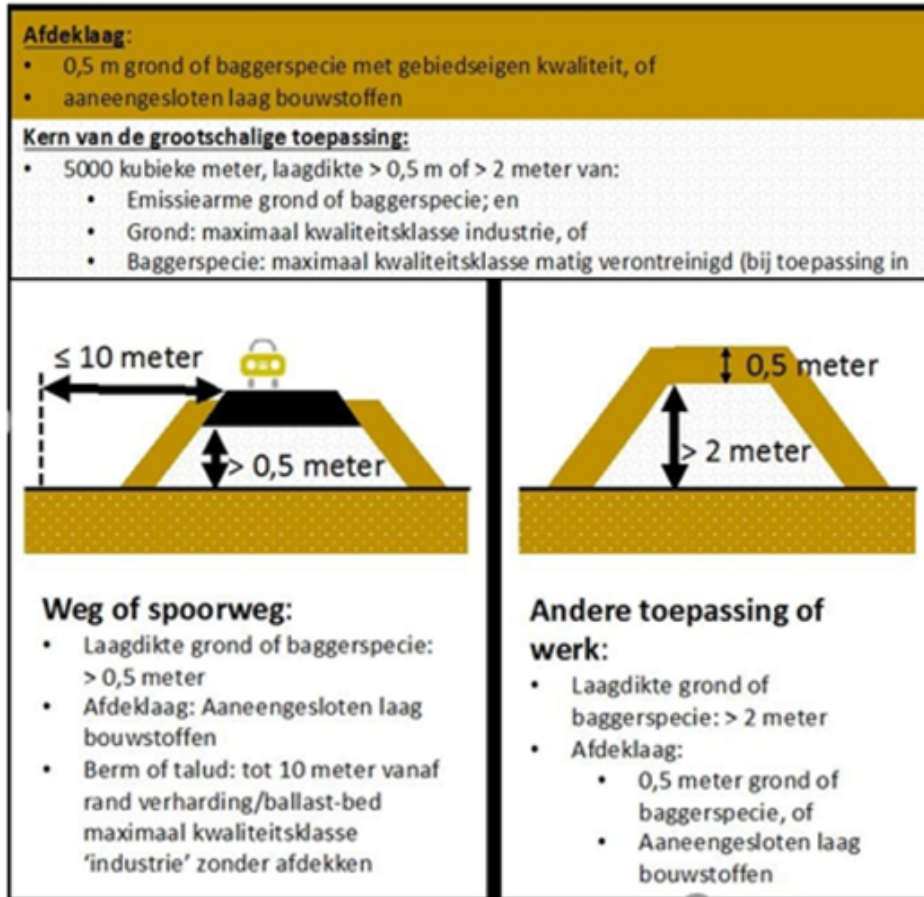 Afdeklaag:
• 0,5 m grond of baggerspecie met gebiedseigen kwaliteit, of
• aaneengesloten laag bouwstoffen
Kern van de grootschalige toepassing:
• 5000 kubieke meter, laagdikte > 0,5 m of > 2 meter van:
• Emissiearme grond of baggerspecie; en
• Grond: maximaal kwaliteitsklasse industrie, of
• Baggerspecie: maximaal kwaliteitsklasse matig verontreinigd (bij toepassing in
≤ 10 meter
> 0,5 meter
Weg of spoorweg:
• Laagdikte grond of baggerspecie:
> 0,5 meter
• Afdeklaag: Aaneengesloten laag
bouwstoffen
• Berm of talud: tot 10 meter vanaf
rand verharding/ballast-bed
maximaal kwaliteitsklasse
‘industrie’ zonder afdekken
0,5 meter
> 2 meter
Andere toepassing of
werk:
• Laagdikte grond of
baggerspecie: > 2 meter
• Afdeklaag:
• 0,5 meter grond of
baggerspecie, of
• Aaneengesloten laag
bouwstoffen